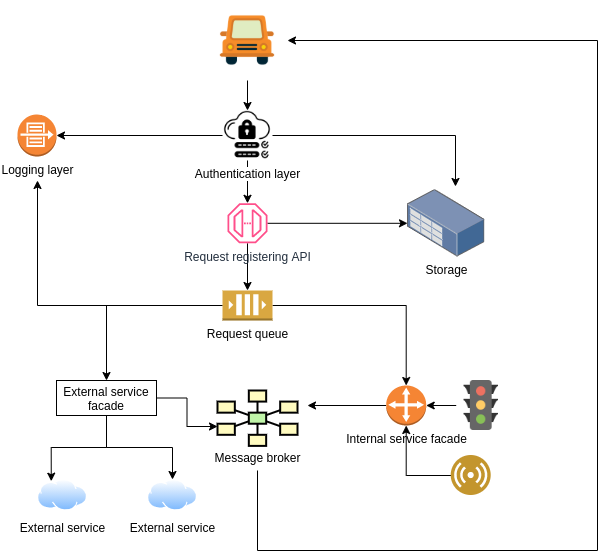 Logging layer
Authentication layer
Request registering API
Storage
Request queue
External service
facade
Internal service facade
Message broker
External service
External service